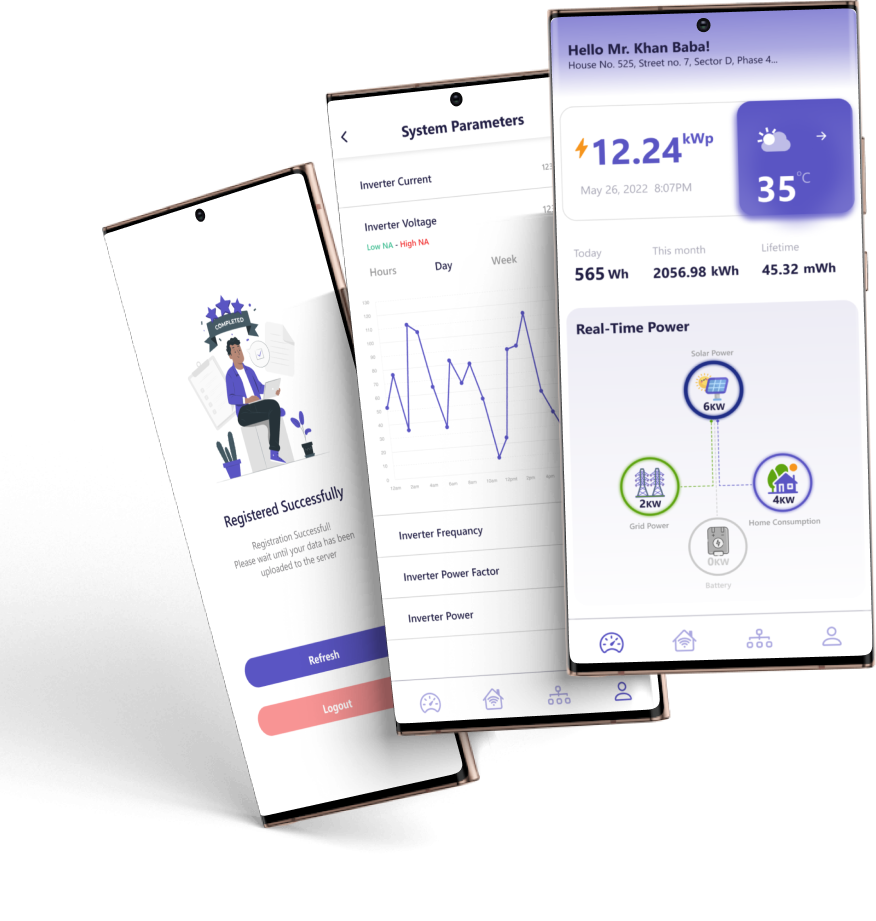 COMPLETED
Registered Successfully
Registration Successful!
Please wait until your data has been
uploaded to the server
Refresh
Logout
System Parameters
Inverter Current
Inverter Voltage
Low NA - High NA
Hours Day Week
Inverter Frequancy
Inverter Power Factor
Inverter Power
Hello Mr. Khan Baba!
House No. 525, Street no. 7, Sector D, Phase 4...
12.24 kWp
May 26, 2022 8:07PM
35 °C
Today This month Lifetime
565 Wh 2056.98 kWh 45.32 mWh
Real-Time Power
Solar Power
6KW
2KW
4KW
Grid Power
Home Consumption
0KW
Battery